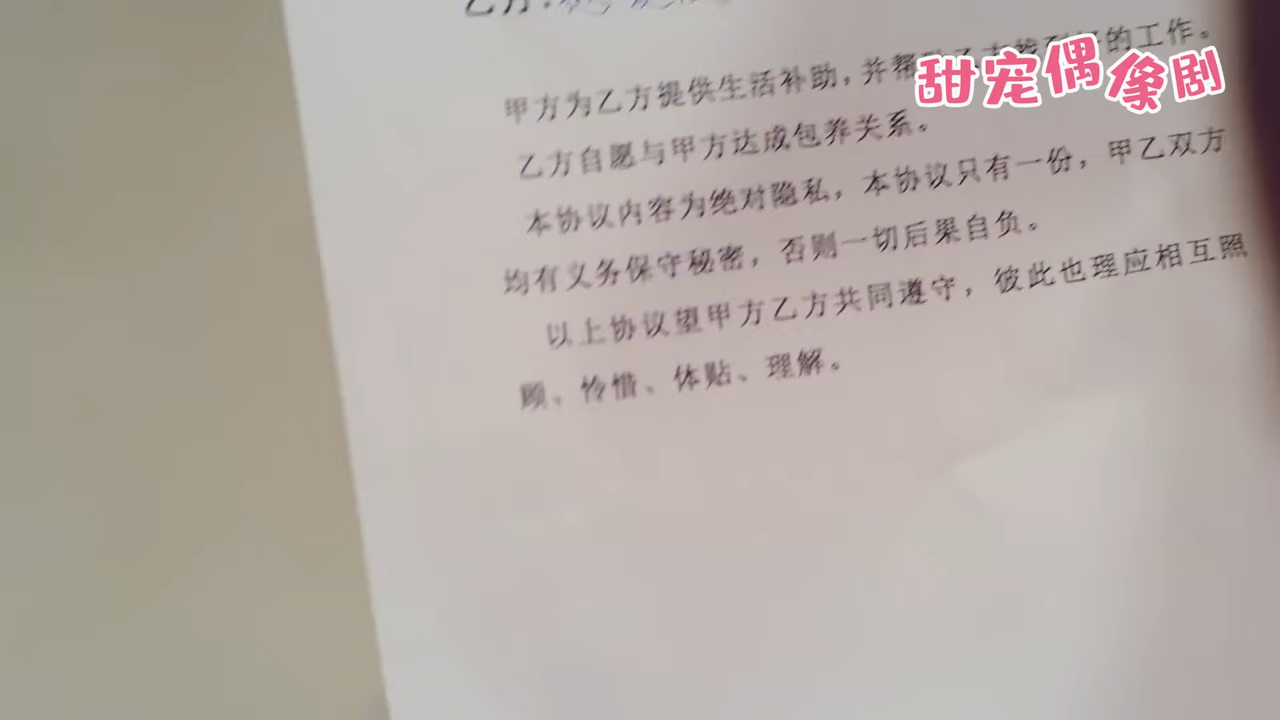 乙方：
甜宠偶像剧
甲方为乙方提供生活补助，并帮 的工作。
乙方自愿与甲方达成包养关系。
本协议内容为绝对隐私，本协议只有一份，甲乙双方
均有义务保守秘密，否则一切后果自负。
以上协议望甲方乙方共同遵守，彼此也理应相互照
顾、怜惜、体贴、理解。